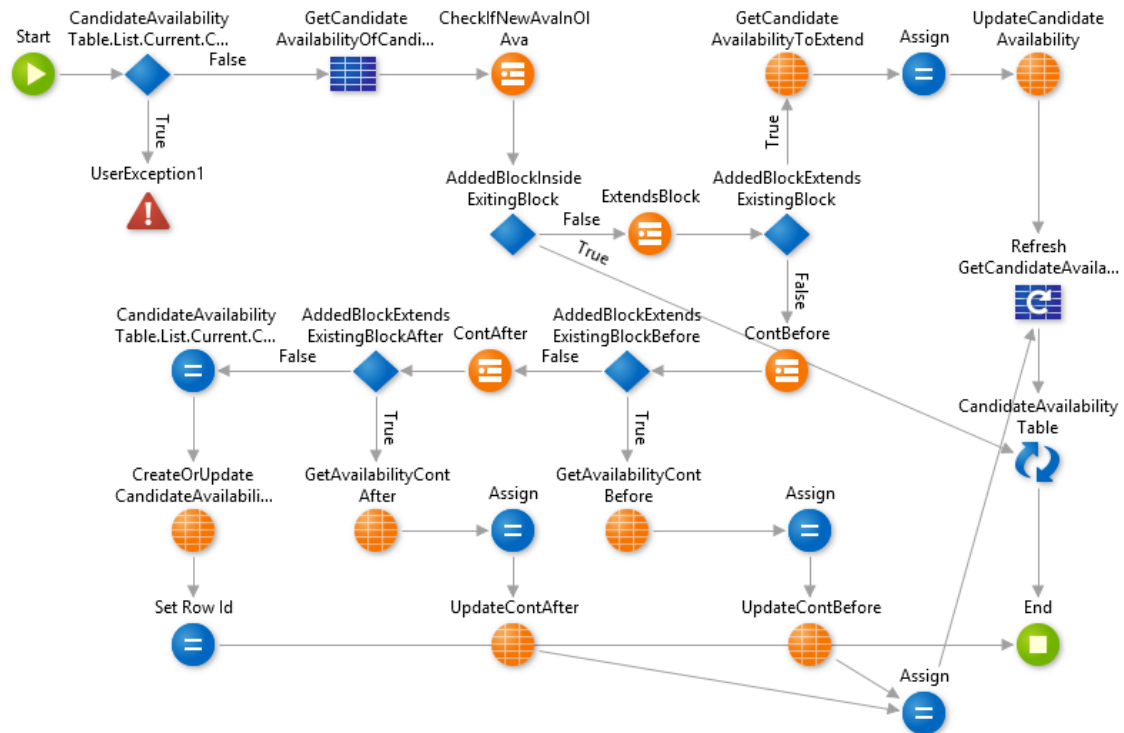 Start
CandidateAvailability
Table.List.Current.C...
False
True
UserException1
GetCandidate
AvailabilityOfCandi...
CheckIfNewAvaInOl
Ava
GetCandidate
AvailabilityToExtend
Assign
UpdateCandidate
Availability
True
AddedBlockInside
ExitingBlock
False
True
ExtendsBlock
AddedBlockExtends
ExistingBlock
False
Refresh
GetCandidateAvaila...
CandidateAvailability
Table.List.Current.C...
False
AddedBlockExtends
ExistingBlockAfter
True
ContAfter
False
AddedBlockExtends
ExistingBlockBefore
True
ContBefore
CandidateAvailability
Table
CreateOrUpdate
CandidateAvailabili...
GetAvailabilityCont
After
Assign
GetAvailabilityCont
Before
Assign
Set Row Id
UpdateContAfter
UpdateContBefore
End
Assign